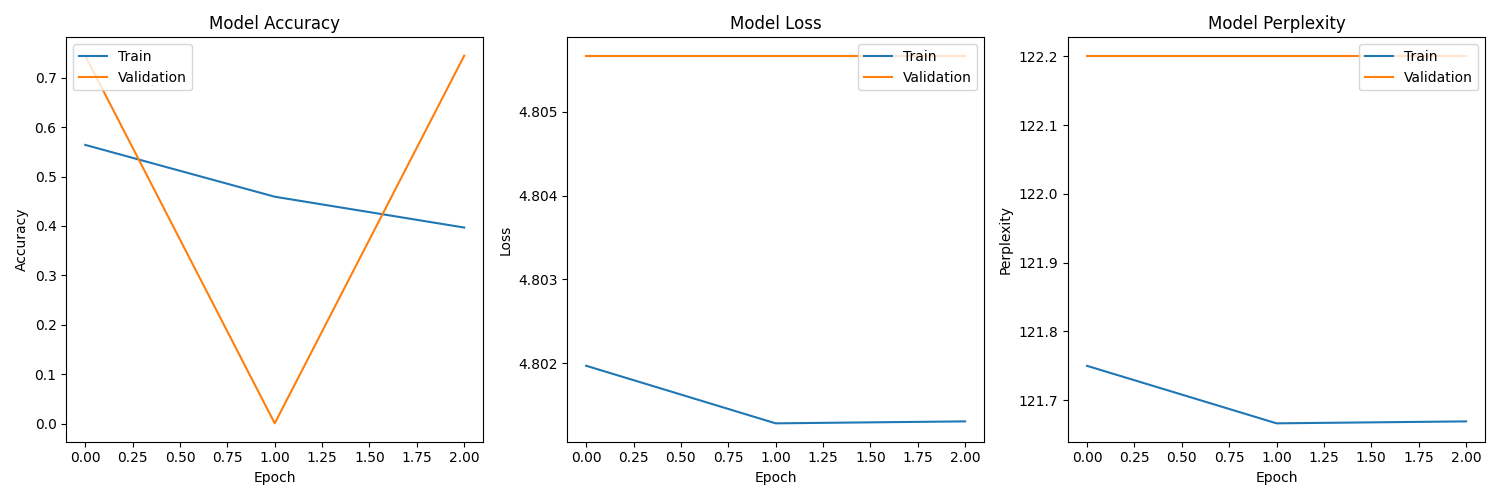 Model Accuracy
Train
Validation
0.7
0.6
0.5
0.4
0.3
0.2
0.1
0.0
Accuracy
0.00 0.25 0.50 0.75 1.00 1.25 1.50 1.75 2.00
Epoch
Model Loss
Train
Validation
4.805
4.804
4.803
4.802
Loss
0.00 0.25 0.50 0.75 1.00 1.25 1.50 1.75 2.00
Epoch
Model Perplexity
Train
Validation
122.2
122.1
122.0
121.9
121.8
121.7
Perplexity
0.00 0.25 0.50 0.75 1.00 1.25 1.50 1.75 2.00
Epoch